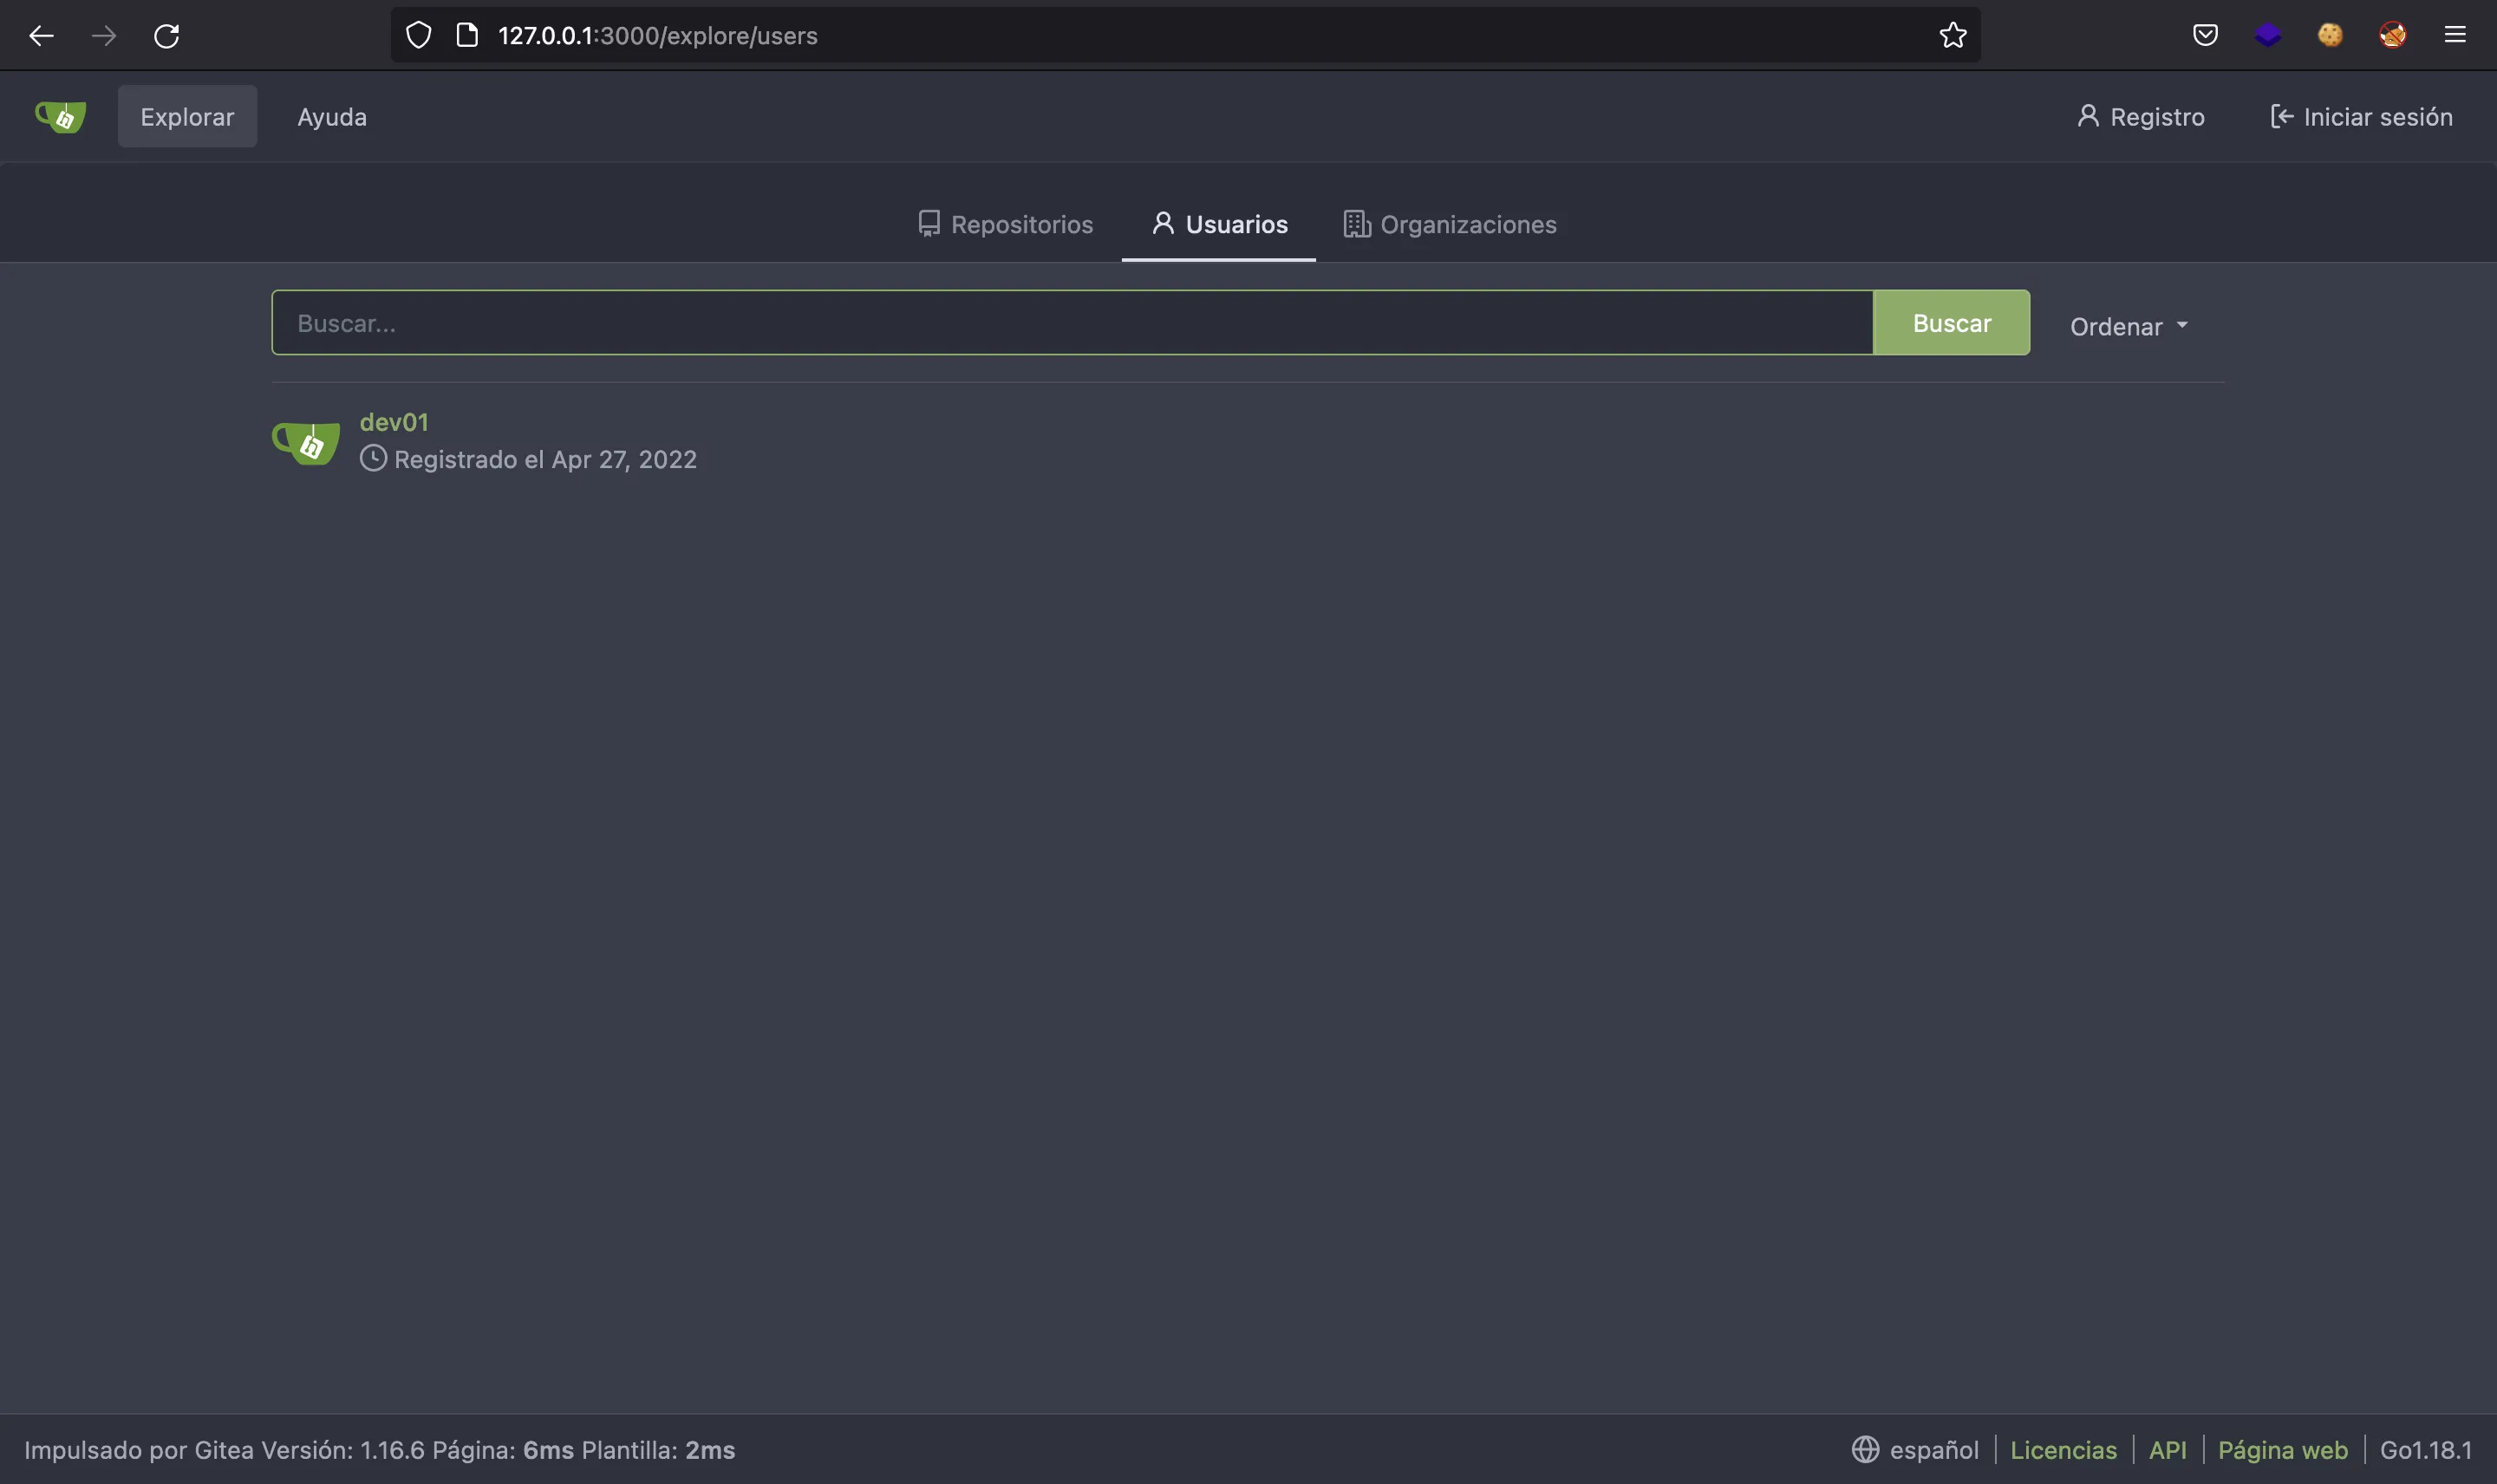 127.0.0.1:3000/explore/users
Explorar Ayuda Registro Iniciar sesión
Repositorios Usuarios Organizaciones
Buscar... Buscar Ordenar
dev01
Registrado el Apr 27, 2022
Impulsado por Gitea Versión: 1.16.6 Página: 6ms Plantilla: 2ms español Licencias API Página web Go1.18.1